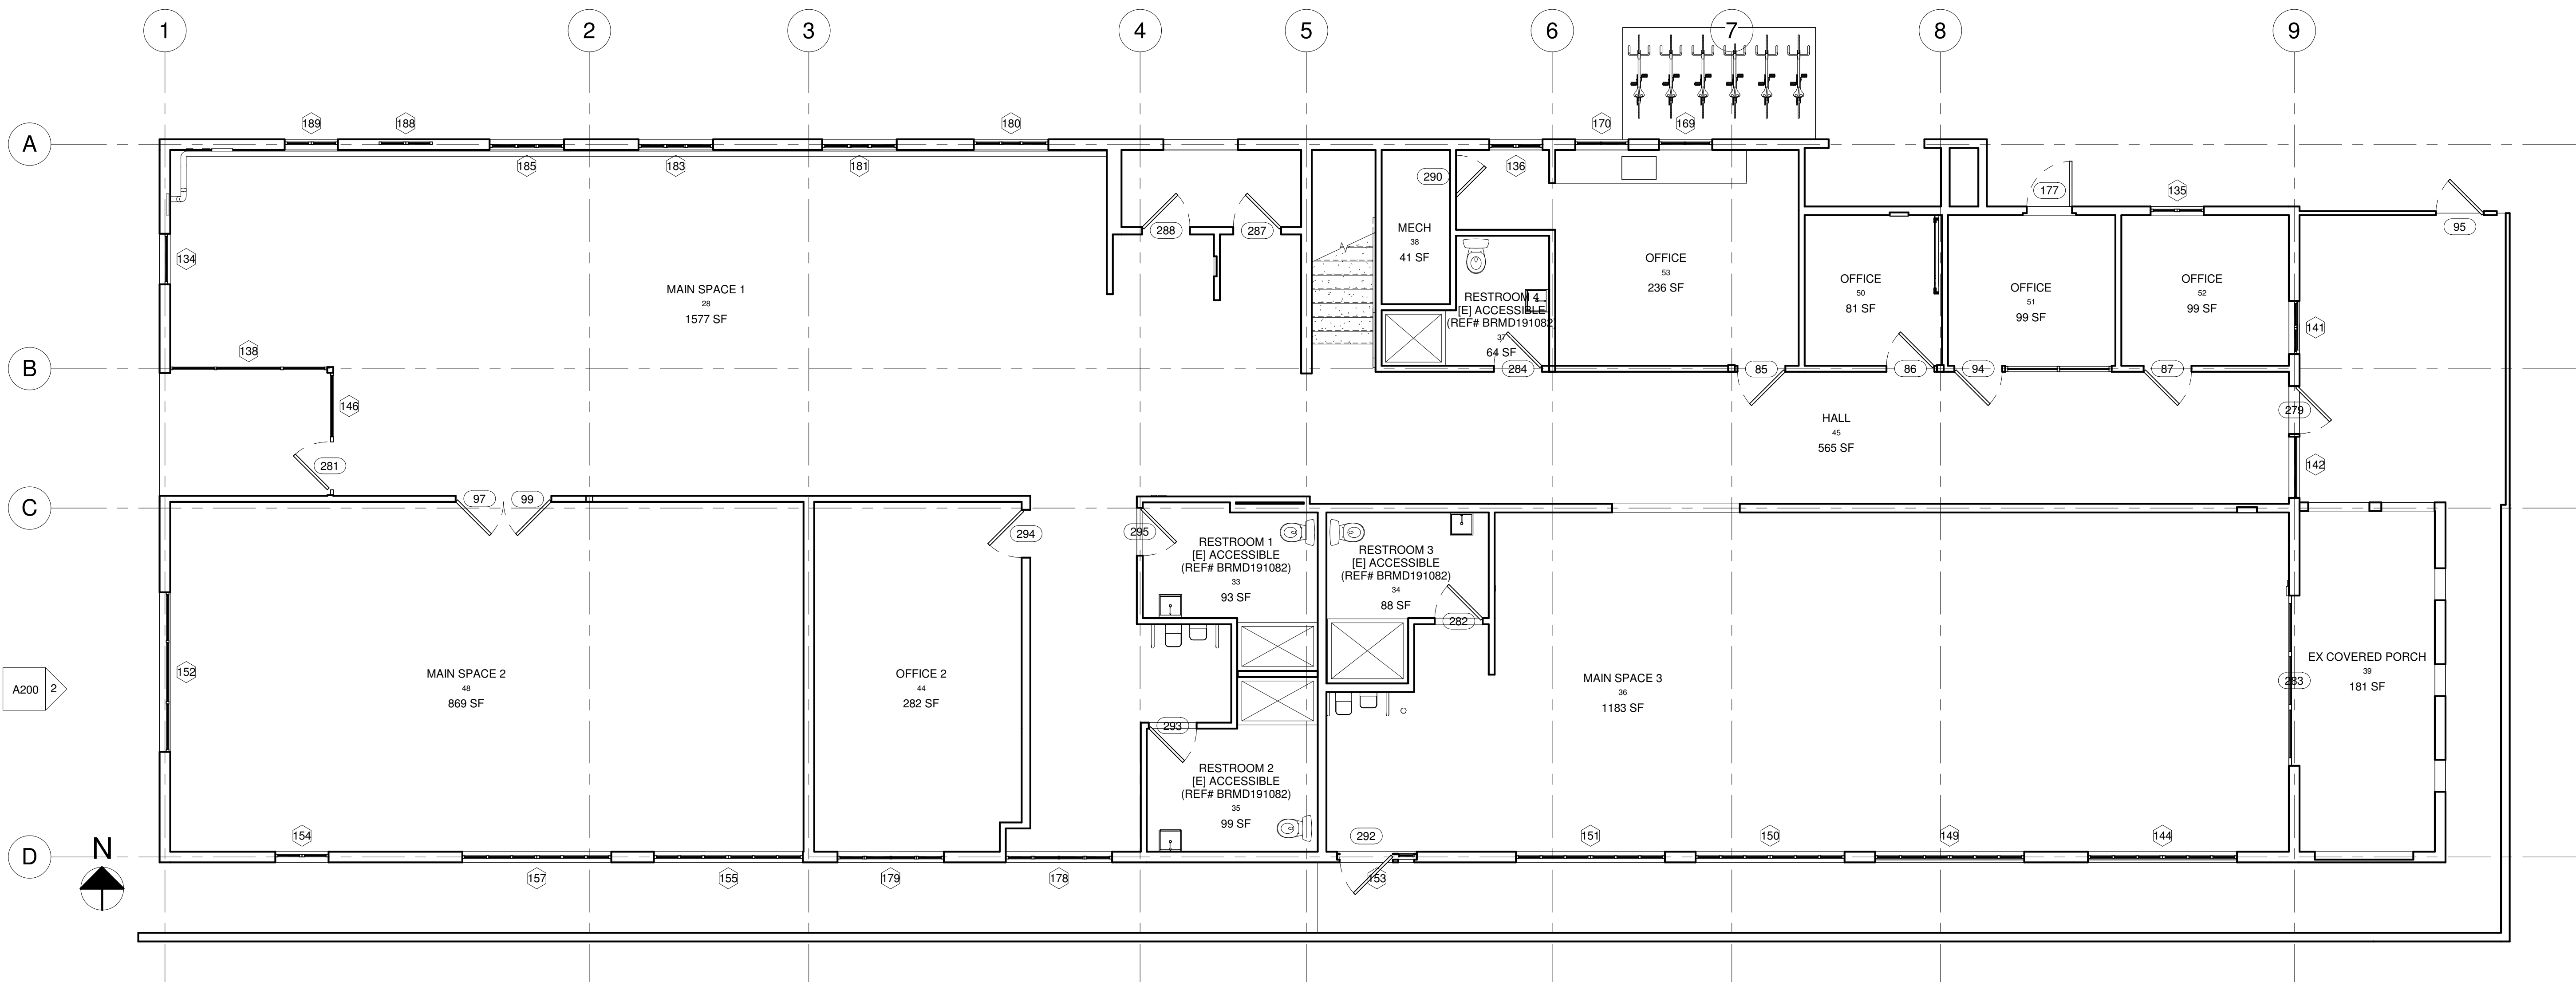 1
2
3
4
5
6
7
8
9
A
189
188
180
170
169
185
183
181
136
290
177
135
288
287
95
MECH
38
41 SF
134
OFFICE
53
236 SF
MAIN SPACE 1
28
1577 SF
RESTROOM 4
[E] ACCESSIBLE
(REF# BRMD191082)
37
64 SF
OFFICE
50
81 SF
OFFICE
51
99 SF
OFFICE
52
99 SF
141
138
B
284
85
86
94
87
146
279
HALL
45
565 SF
281
142
97
99
C
294
295
RESTROOM 1
[E] ACCESSIBLE
(REF# BRMD191082)
33
93 SF
RESTROOM 3
[E] ACCESSIBLE
(REF# BRMD191082)
34
88 SF
282
152
A200
2
MAIN SPACE 2
48
869 SF
OFFICE 2
44
282 SF
MAIN SPACE 3
36
1183 SF
EX COVERED PORCH
39
181 SF
283
293
RESTROOM 2
[E] ACCESSIBLE
(REF# BRMD191082)
35
99 SF
154
292
151
150
149
144
N
D
157
155
179
178
153